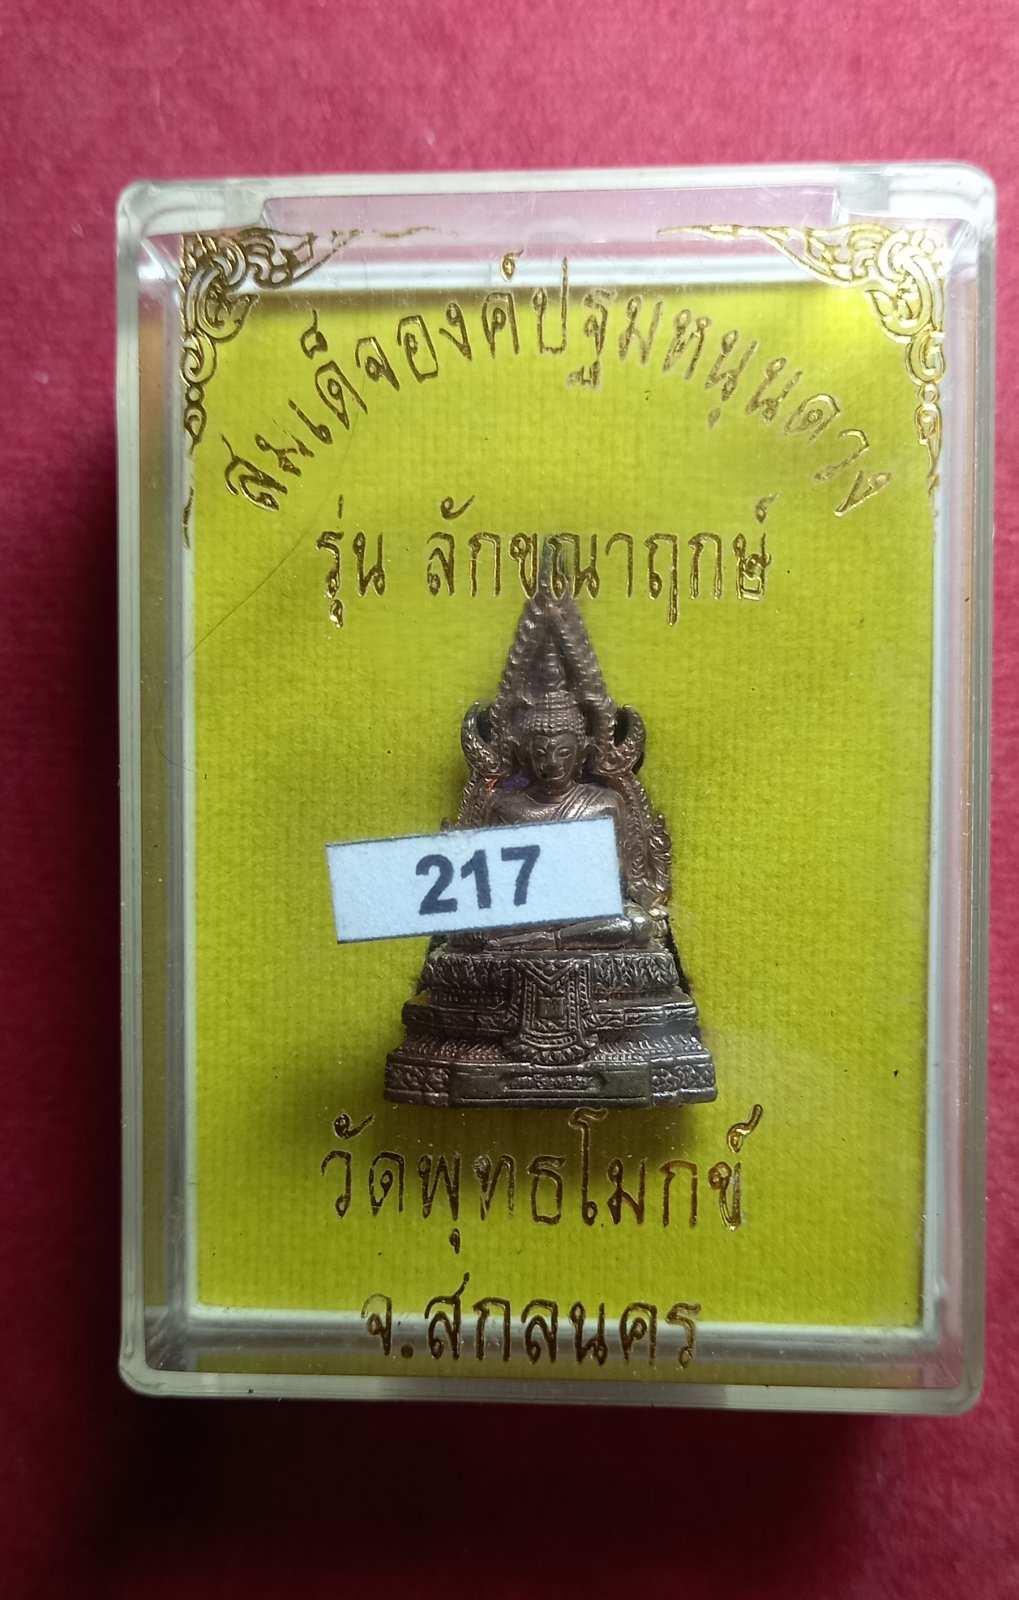 สมเด็จองค์ปฐมหนุนดวง
รุ่น ลักขณาฤกษ์
217
วัดพุทธโมกข์
จ.สกลนคร